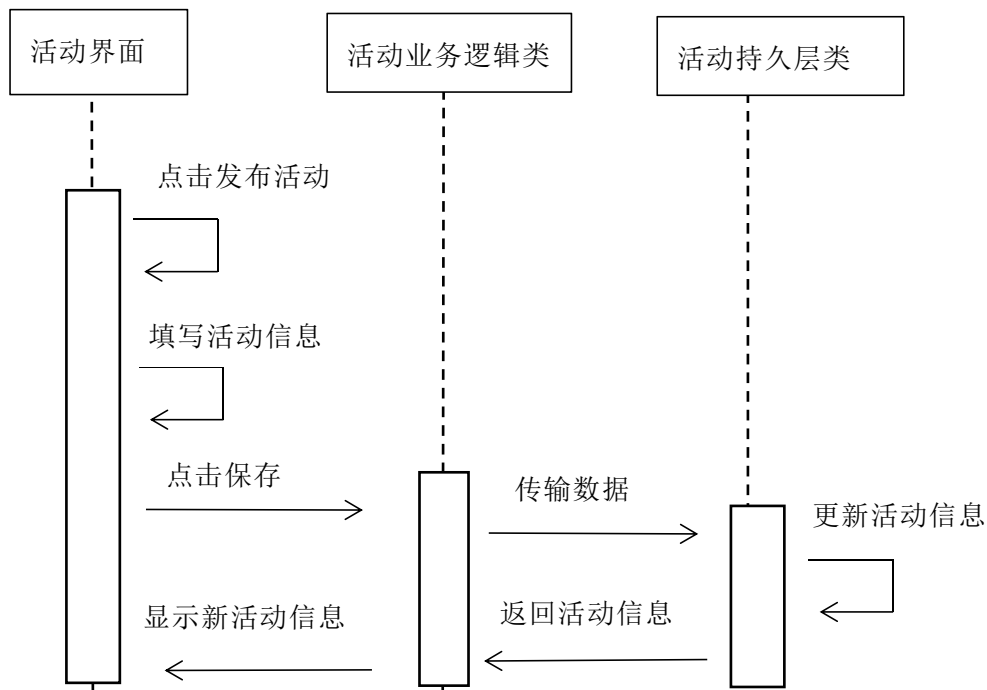 活动界面
活动业务逻辑类
活动持久层类
点击发布活动
填写活动信息
点击保存
传输数据
更新活动信息
显示新活动信息
返回活动信息